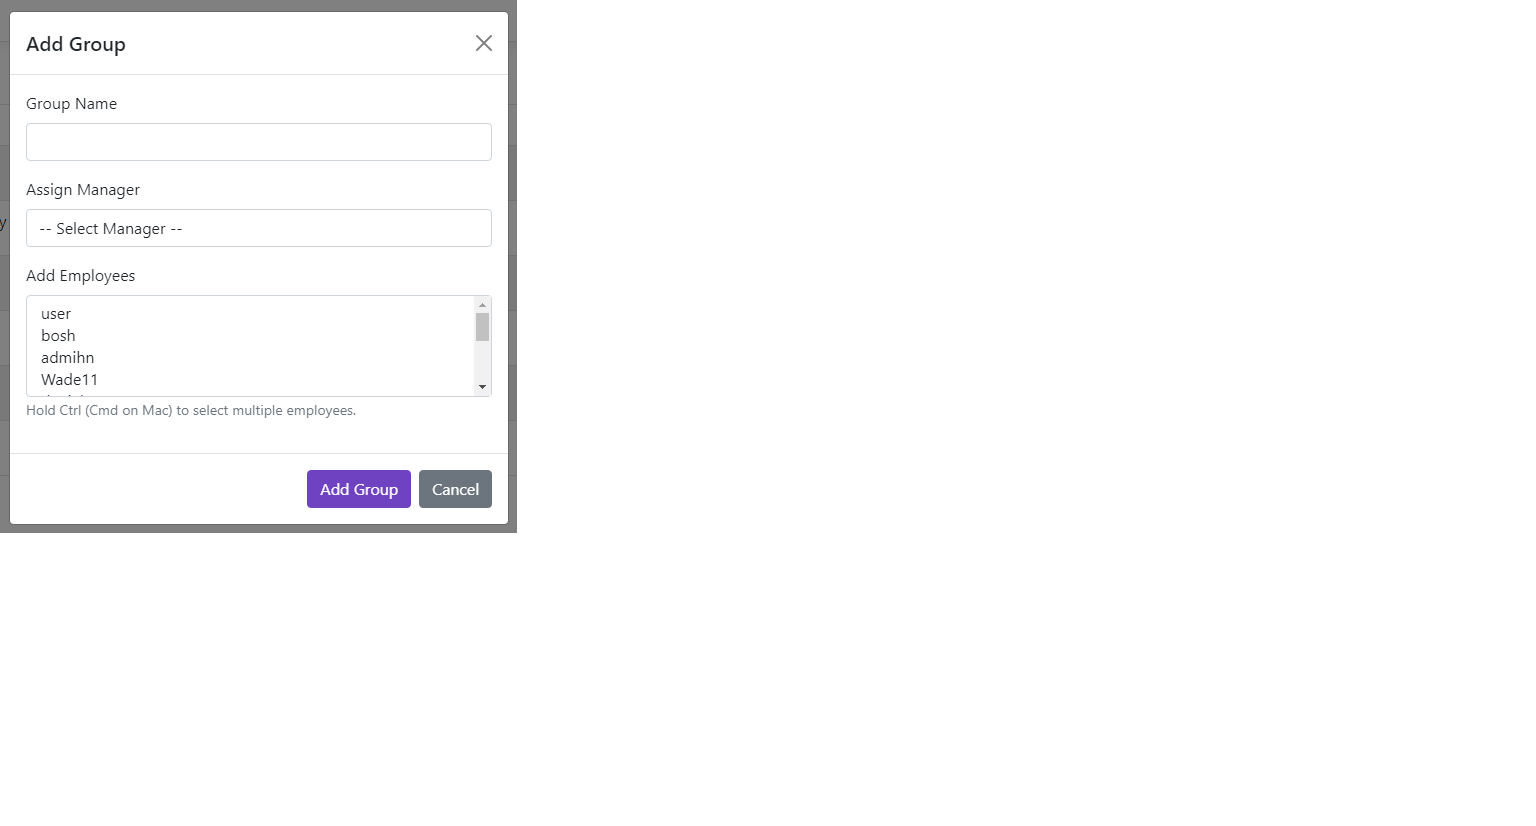 Add Group
Group Name
Assign Manager
-- Select Manager --
Add Employees
user
bosh
admihn
Wade11
Hold Ctrl (Cmd on Mac) to select multiple employees.
Add Group Cancel